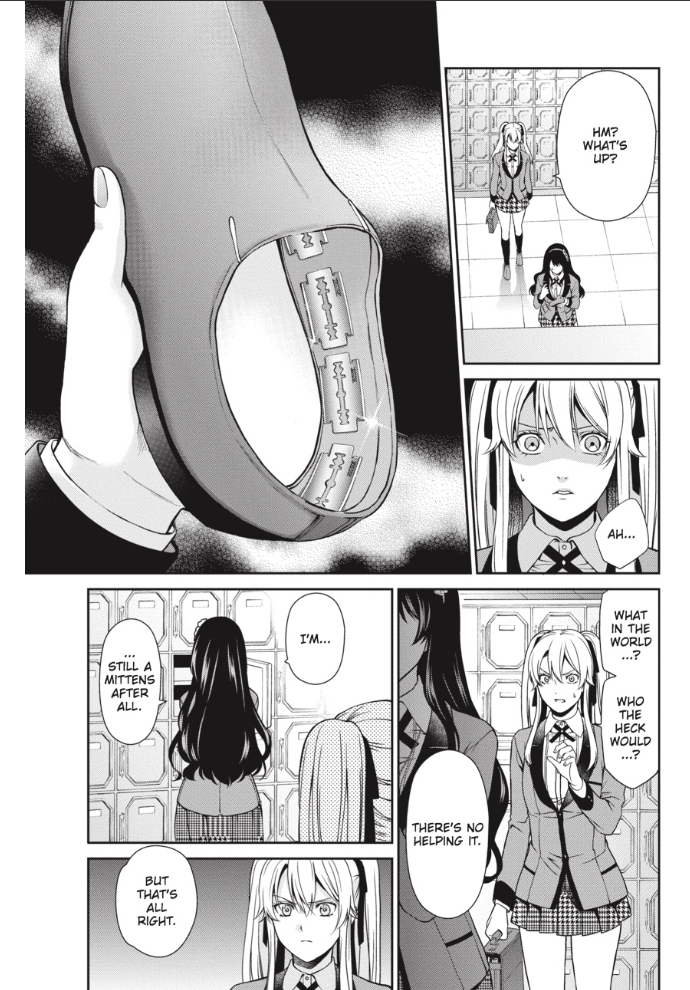 HM?
WHAT'S
UP?
AH...
WHAT
IN THE
WORLD
...?
WHO
THE
HECK
WOULD
...?
THERE'S NO
HELPING IT.
I'M...
...
STILL A
MITTENS
AFTER
ALL.
BUT
THAT'S
ALL
RIGHT.